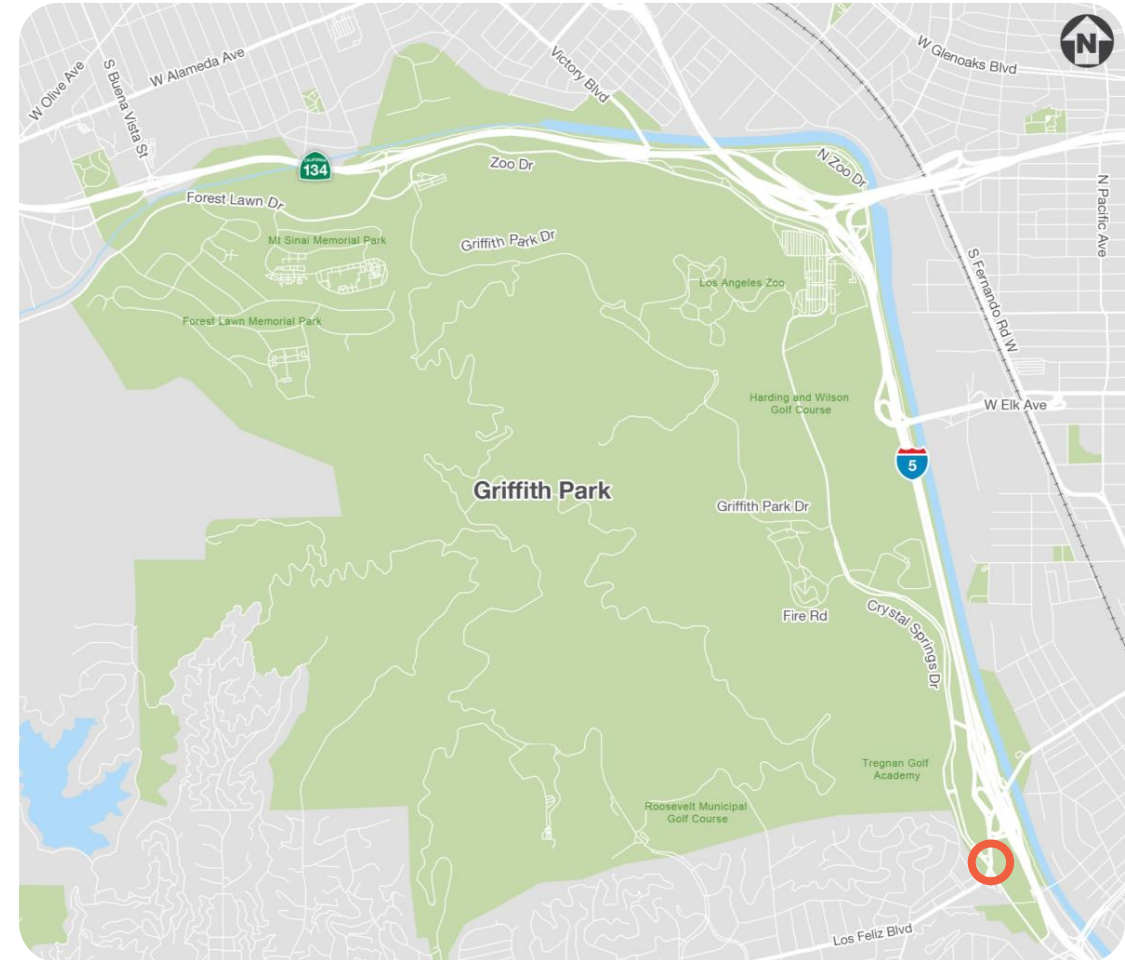 N
W Glenoaks Blvd
Victory Blvd
W Alameda Ave
W Olive Ave
S Buena Vista St
CALIFORNIA
134
Zoo Dr
N Zoo Dr
N Pacific Ave
Forest Lawn Dr
Mt Sinai Memorial Park
Griffith Park Dr
Los Angeles Zoo
S Fernando Rd W
Forest Lawn Memorial Park
Harding and Wilson
Golf Course
W Elk Ave
5
Griffith Park
Griffith Park Dr
Fire Rd
Crystal Springs Dr
Tregnan Golf
Academy
Roosevelt Municipal
Golf Course
Los Feliz Blvd